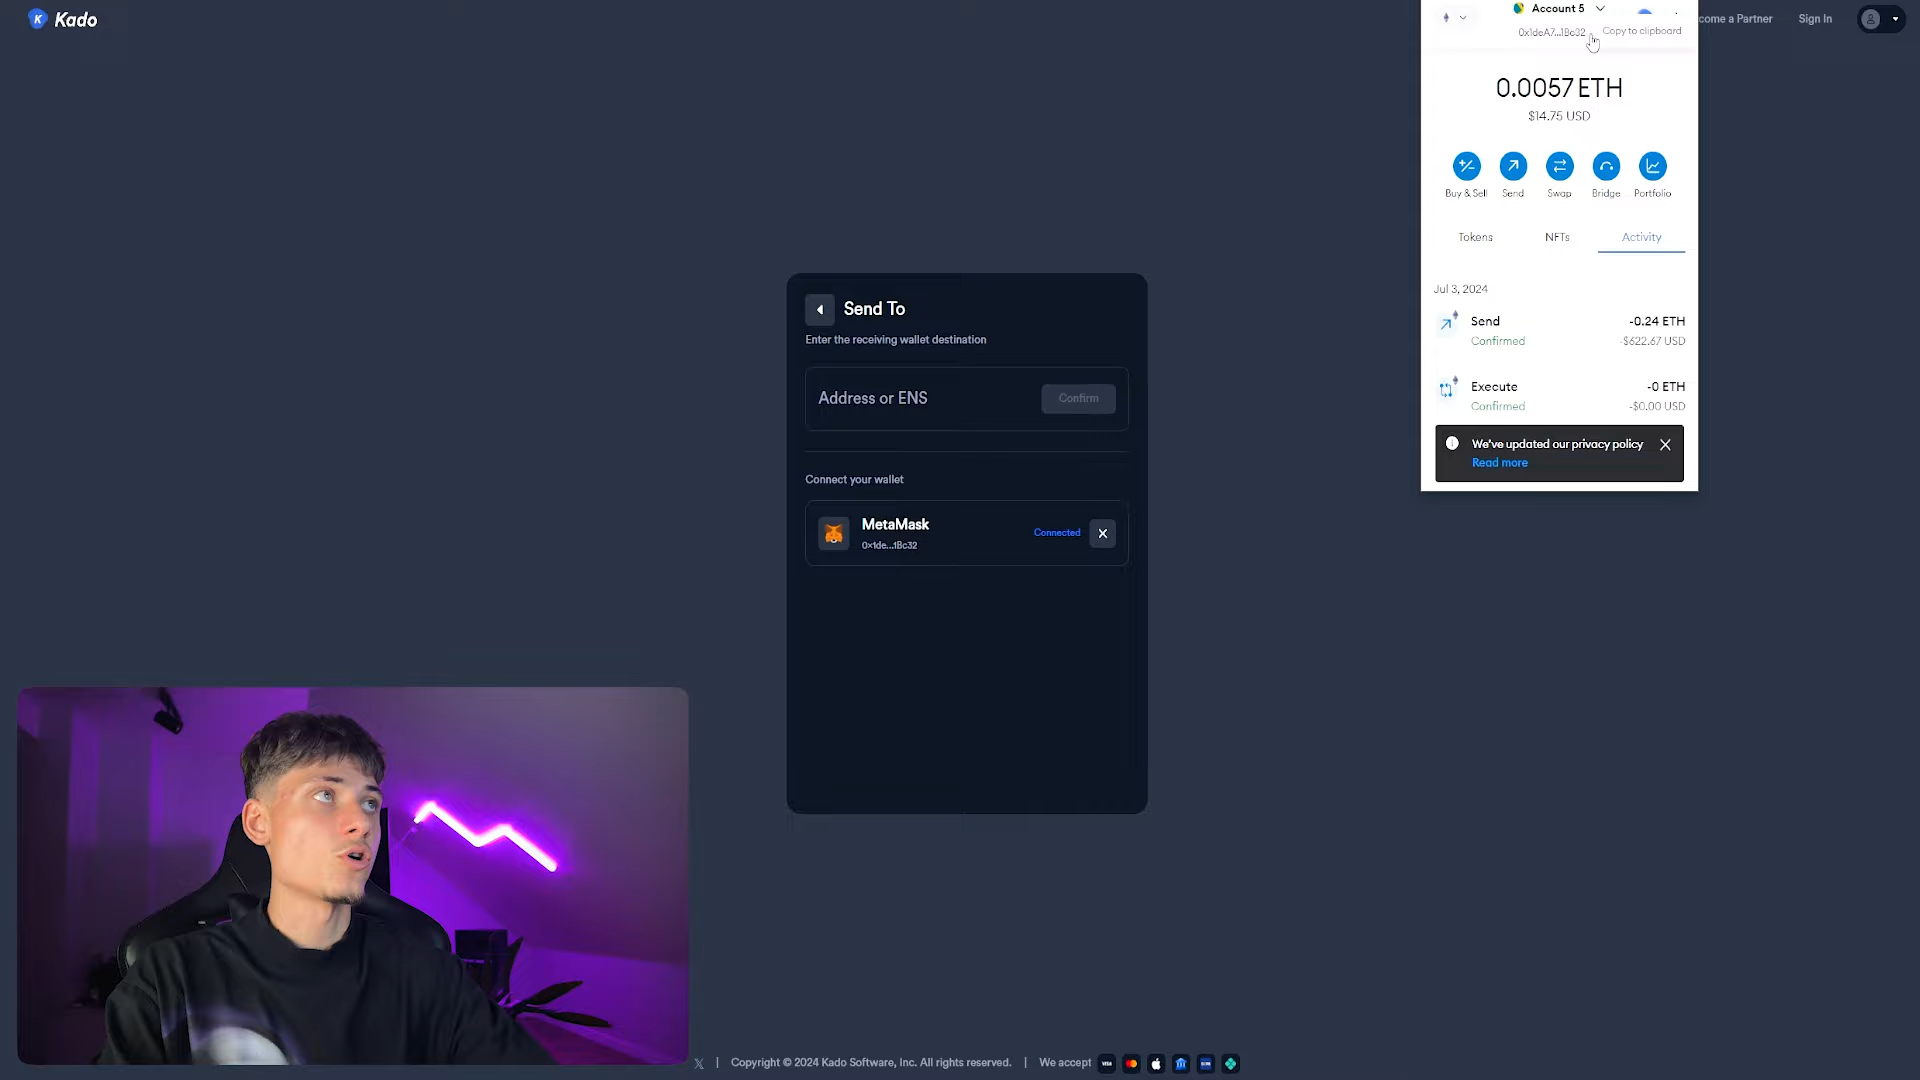 Kado
Account 5
0x1deA7...1Bc32
Copy to clipboard
come a Partner
Sign In
0.0057 ETH
$14.75 USD
Buy & Sell
Send
Swap
Bridge
Portfolio
Tokens
NFTs
Activity
Jul 3, 2024
Send
-0.24 ETH
Confirmed
-$622.67 USD
Execute
-0 ETH
Confirmed
-$0.00 USD
We've updated our privacy policy
Read more
Send To
Enter the receiving wallet destination
Address or ENS
Confirm
Connect your wallet
MetaMask
0x1de...1Bc32
Connected
Copyright © 2024 Kado Software, Inc. All rights reserved. | We accept
VISA